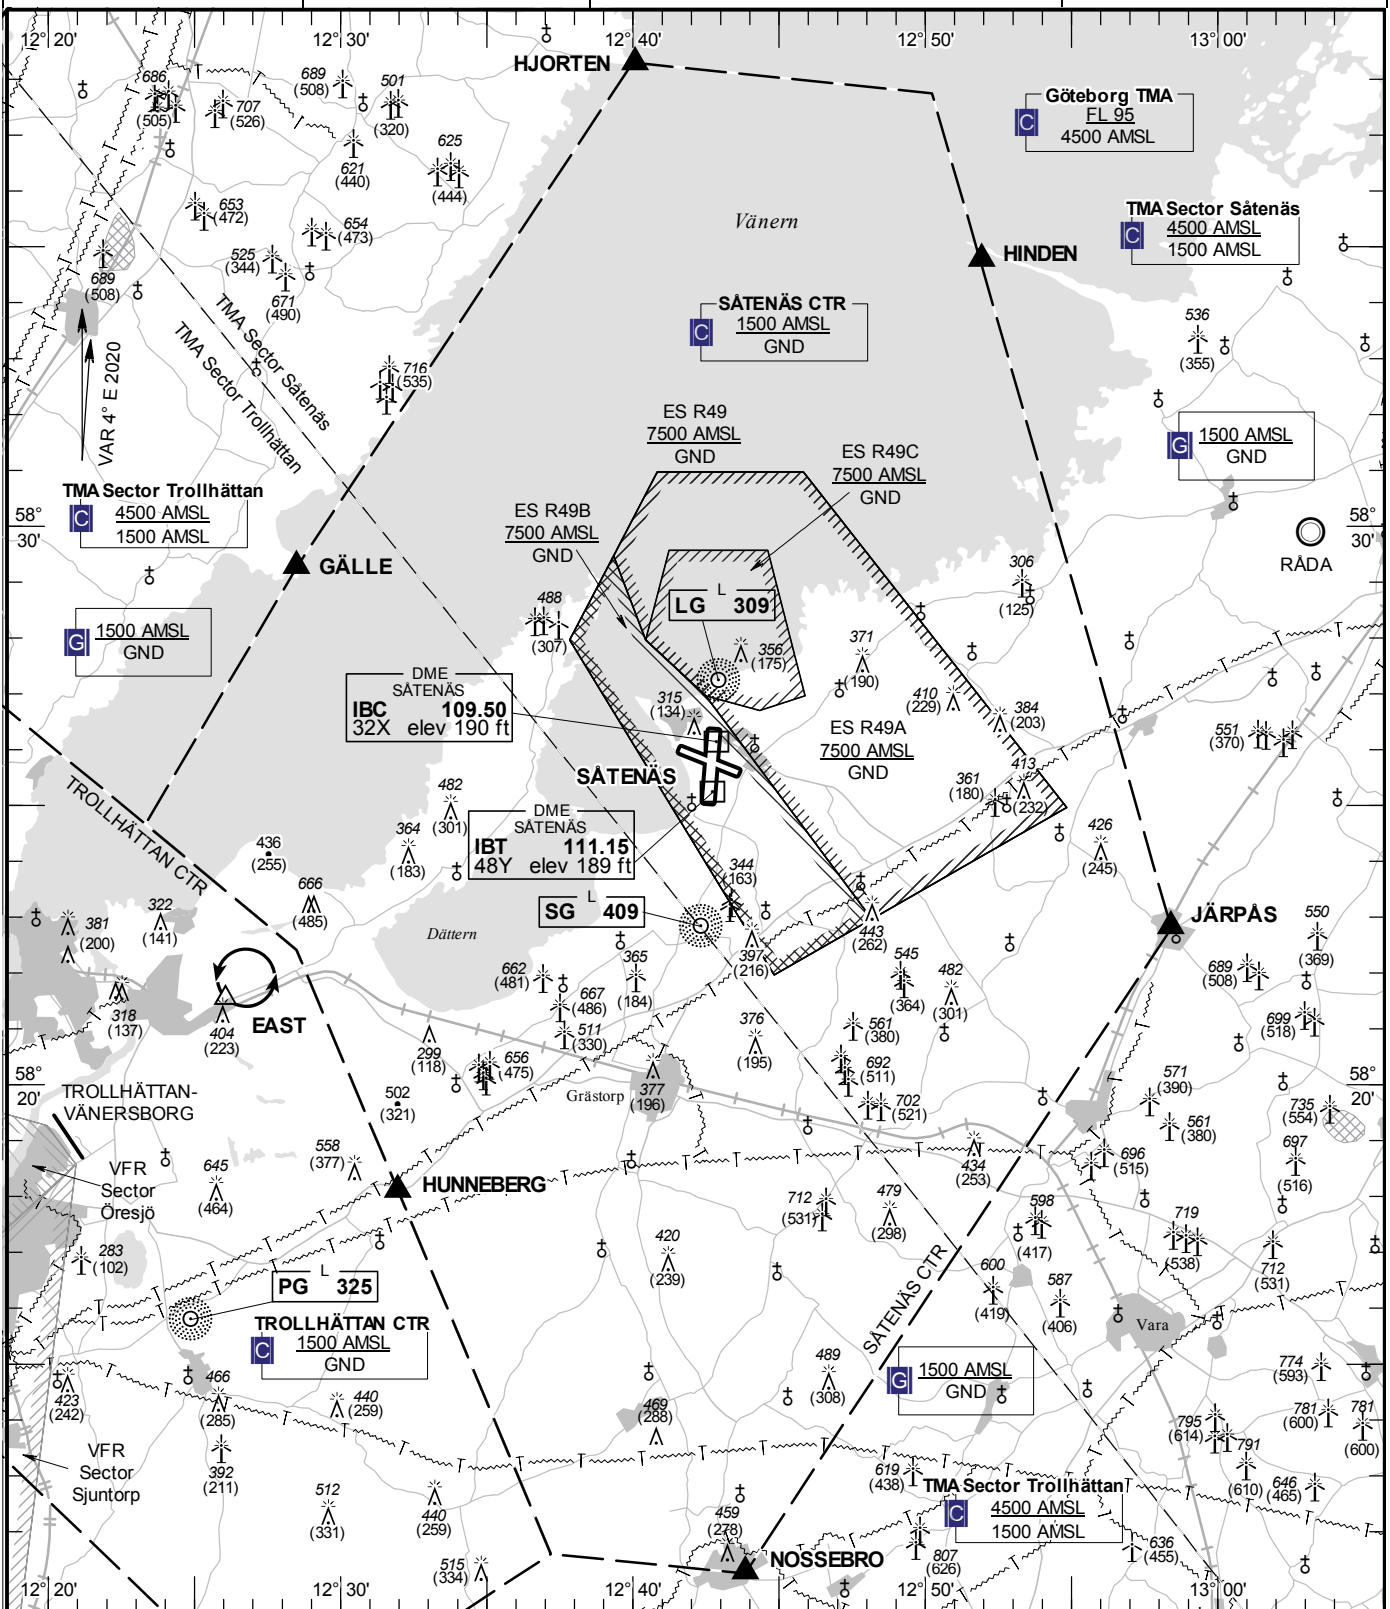 12°20'
12°30'
12°40'
12°50'
13°00'
HJORTEN
686
(505)
707
(526)
689
(508)
501
(320)
621
(440)
625
(444)
Göteborg TMA
C
FL 95
4500 AMSL
653
(472)
654
(473)
525
(344)
671
(490)
689
(508)
Vänern
TMA Sector Såtenäs
C
4500 AMSL
1500 AMSL
HINDEN
TMA Sector Såtenäs
TMA Sector Trollhättan
VAR 4° E 2020
SÅTENÄS CTR
C
1500 AMSL
GND
536
(355)
716
(535)
ES R49
7500 AMSL
GND
ES R49C
7500 AMSL
GND
G
1500 AMSL
GND
TMA Sector Trollhättan
C
4500 AMSL
1500 AMSL
58°
30'
ES R49B
7500 AMSL
GND
58°
30'
RÅDA
GÄLLE
306
(125)
L
LG 309
488
(307)
G
1500 AMSL
GND
356
(175)
371
(190)
DME
SÅTENÄS
IBC 109.50
32X elev 190 ft
315
(134)
410
(229)
384
(203)
ES R49A
7500 AMSL
GND
551
(370)
SÅTENÄS
361
(180)
413
(232)
TROLLHÄTTAN CTR
482
(301)
364
(183)
DME
SÅTENÄS
IBT 111.15
48Y elev 189 ft
426
(245)
436
(255)
344
(163)
666
(485)
322
(141)
381
(200)
L
SG 409
Dättern
443
(262)
397
(216)
JÄRPÅS
550
(369)
662
(481)
365
(184)
545
(364)
482
(301)
689
(508)
667
(486)
699
(518)
318
(137)
404
(223)
EAST
511
(330)
376
(195)
561
(380)
299
(118)
656
(475)
692
(511)
58°
20'
58°
20'
TROLLHÄTTAN-
VÄNERSBORG
502
(321)
Grästorp
377
(196)
702
(521)
571
(390)
735
(554)
561
(380)
558
(377)
434
(253)
696
(515)
697
(516)
VFR
Sector
Öresjö
645
(464)
HUNNEBERG
712
(531)
479
(298)
598
(417)
719
(538)
712
(531)
283
(102)
420
(239)
SÅTENÄS CTR
600
(419)
587
(406)
L
PG 325
Vara
TROLLHÄTTAN CTR
C
1500 AMSL
GND
G
1500 AMSL
GND
489
(308)
774
(593)
423
(242)
466
(285)
440
(259)
469
(288)
781
(600)
781
(600)
795
(614)
VFR
Sector
Sjuntorp
392
(211)
791
(610)
646
(465)
619
(438)
TMA Sector Trollhättan
C
4500 AMSL
1500 AMSL
512
(331)
440
(259)
459
(278)
515
(334)
NOSSEBRO
807
(626)
636
(455)
12°20'
12°30'
12°40'
12°50'
13°00'